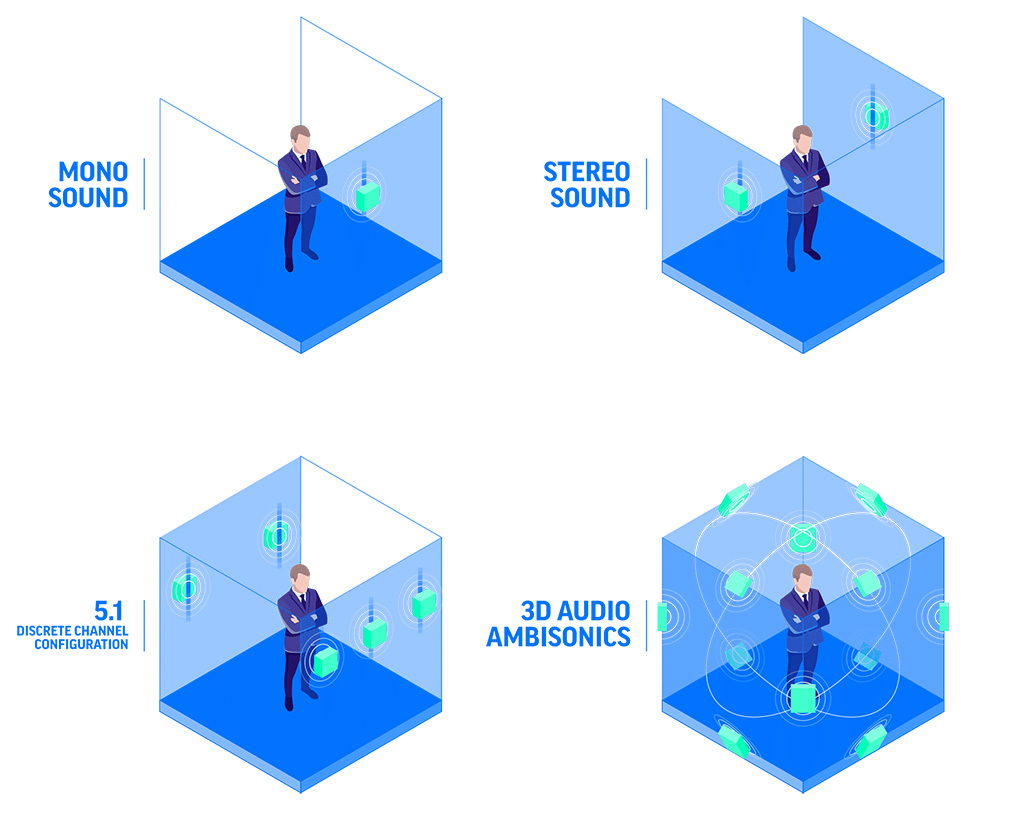 MONO
SOUND
STEREO
SOUND
5.1
DISCRETE CHANNEL
CONFIGURATION
3D AUDIO
AMBISONICS